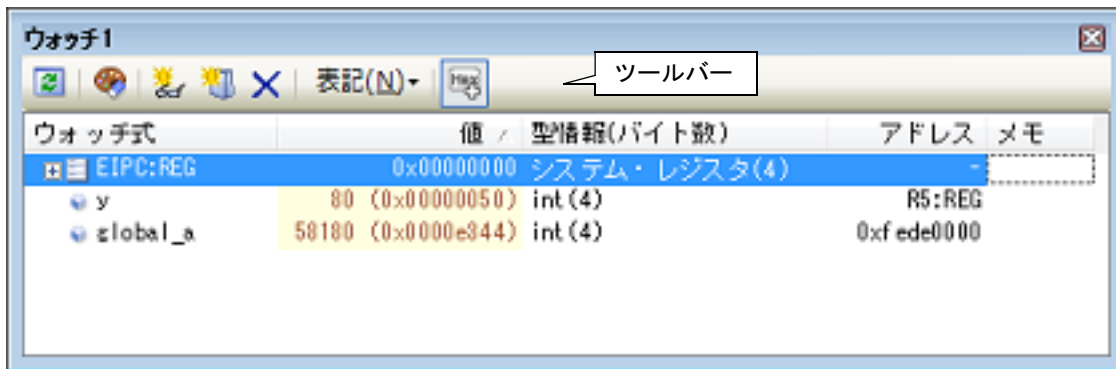 ウォッチ1
表記(N) Hex ツールバー
ウォッチ式 値 型情報(バイト数) アドレス メモ
EIPC:REG 0x00000000 システム・レジスタ(4) -
y 80 (0x00000050) int(4) R5:REG
global_a 58180 (0x0000e344) int(4) 0xfede0000